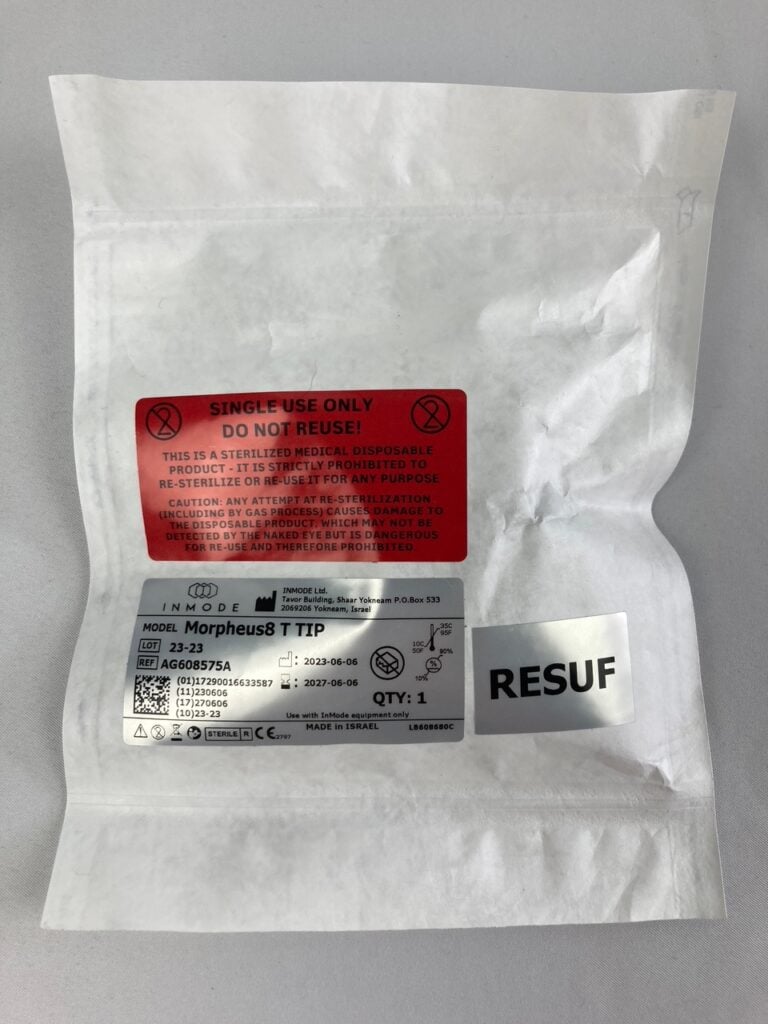 SINGLE USE ONLY
DO NOT REUSE!
THIS IS A STERILIZED MEDICAL DISPOSABLE
PRODUCT - IT IS STRICTLY PROHIBITED TO
RE-STERILIZE OR RE-USE IT FOR ANY PURPOSE
CAUTION: ANY ATTEMPT AT RE-STERILIZATION
(INCLUDING BY GAS PROCESS) CAUSES DAMAGE TO
THE DISPOSABLE PRODUCT, WHICH MAY NOT BE
DETECTED BY THE NAKED EYE BUT IS DANGEROUS
FOR RE-USE AND THEREFORE PROHIBITED
INMODE
INMODE Ltd.
Tavor Building, Shaar Yokneam P.O.Box 533
2069206 Yokneam, Israel
MODEL Morpheus8 T TIP
LOT 23-23
REF AG608575A
: 2023-06-06
: 2027-06-06
35C
95F
10C
50F
80%
10%
(01)17290016633587
(11)230606
(17)270606
(10)23-23
QTY: 1
Use with InMode equipment only
STERILE R CE 2797
MADE in ISRAEL
LB608680C
RESUF